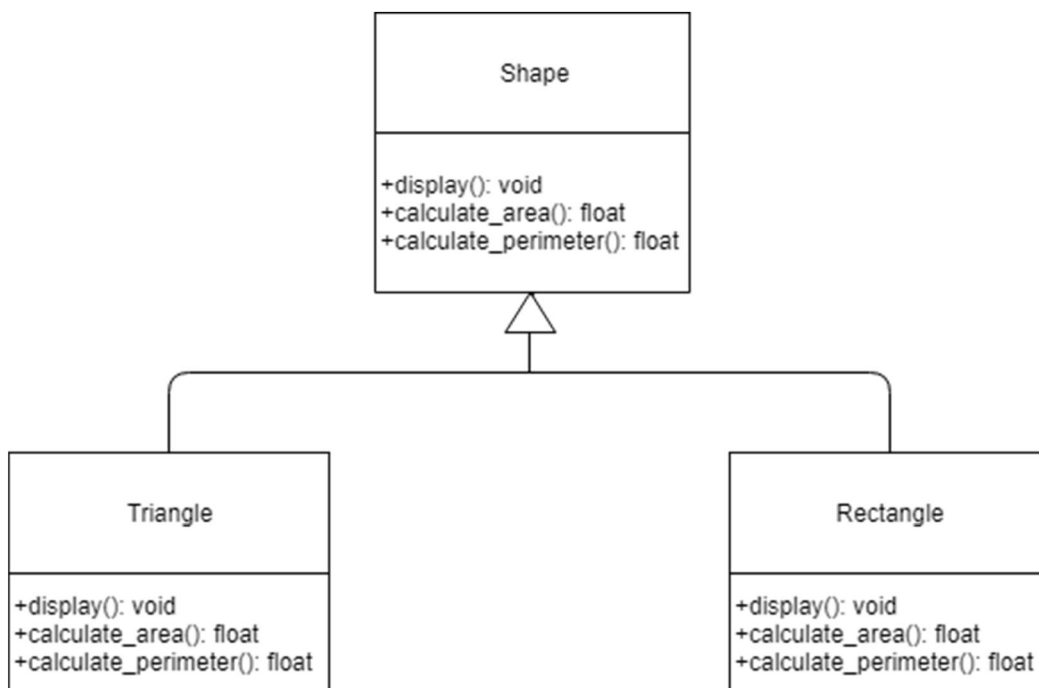 Shape
+display(): void
+calculate_area(): float
+calculate_perimeter(): float
Triangle
+display(): void
+calculate_area(): float
+calculate_perimeter(): float
Rectangle
+display(): void
+calculate_area(): float
+calculate_perimeter(): float